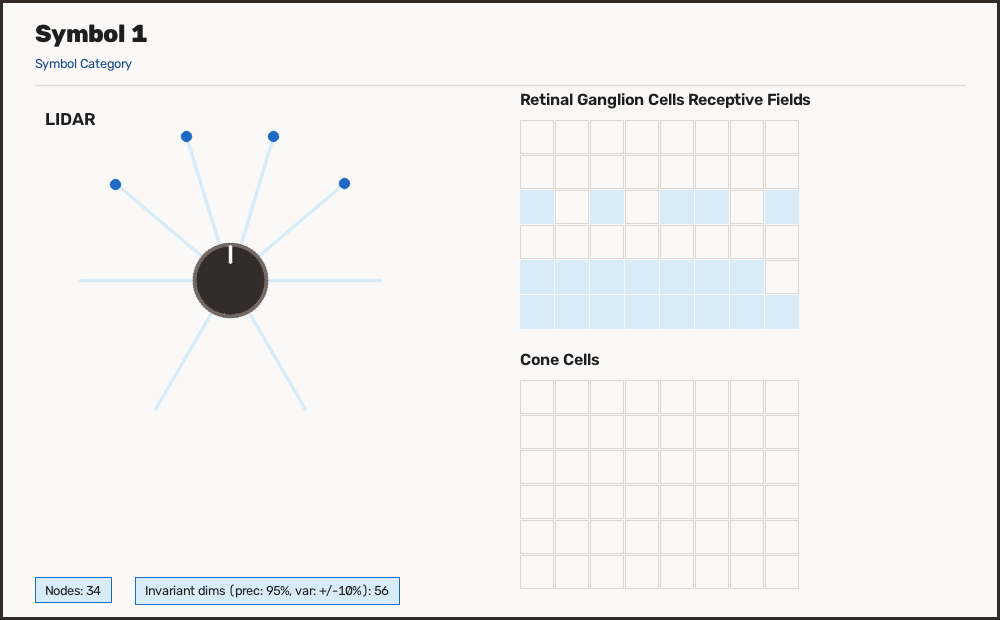 Symbol 1
Symbol Category
LIDAR
Retinal Ganglion Cells Receptive Fields
Cone Cells
Nodes: 34
Invariant dims (prec: 95%, var: +/-10%): 56